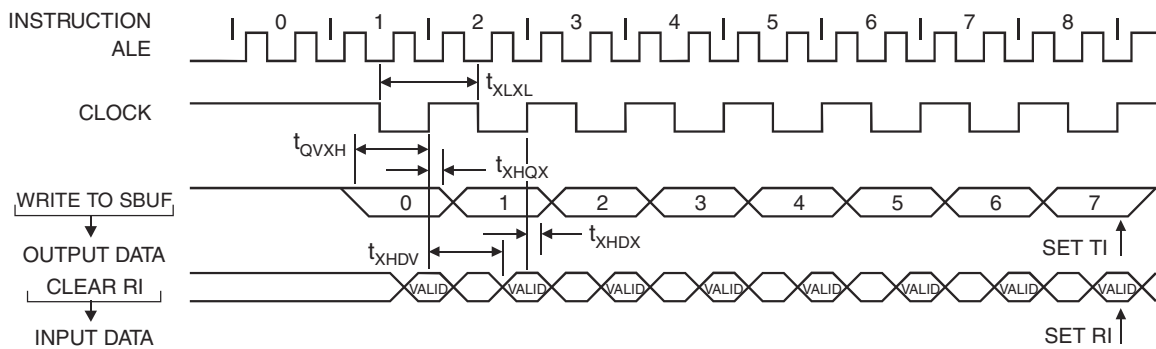 INSTRUCTION 0 1 2 3 4 5 6 7 8
ALE
tXLXL
CLOCK
tQVXH
tXHQX
WRITE TO SBUF 0 1 2 3 4 5 6 7
tXHDV tXHDX
OUTPUT DATA SET TI
CLEAR RI VALID VALID VALID VALID VALID VALID VALID VALID
INPUT DATA SET RI